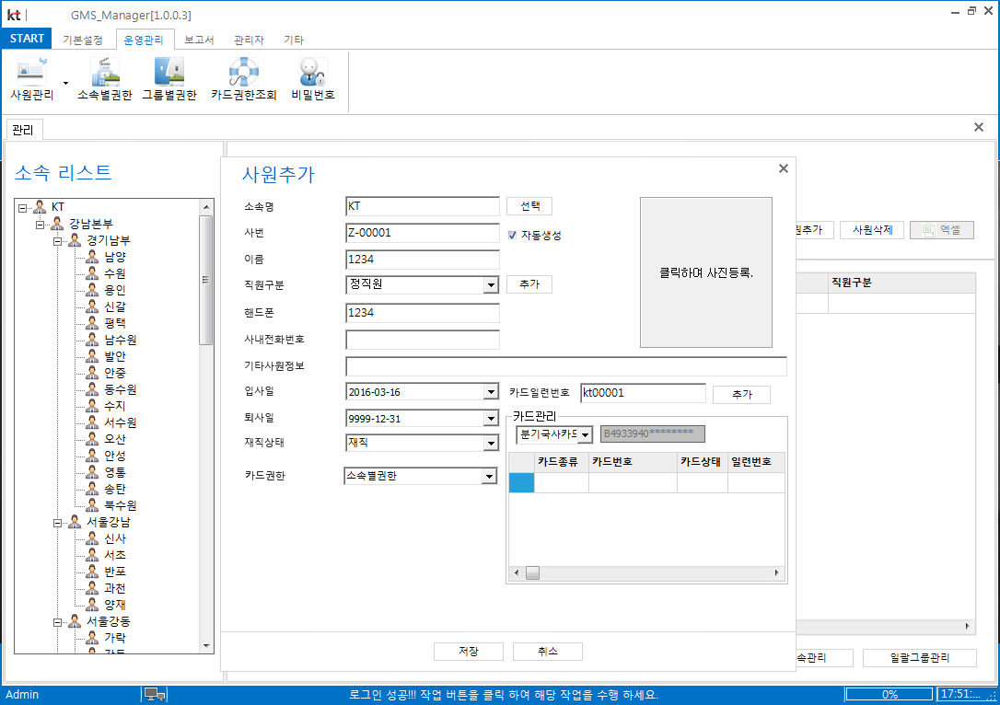 kt GMS_Manager[1.0.0.3]
START 기본설정 운영관리 보고서 관리자 기타
사원관리 소속별권한 그룹별권한 카드권한조회 비밀번호
관리
소속 리스트
KT
강남본부
경기남부
남양
수원
용인
신갈
평택
남수원
발안
안중
동수원
수지
서수원
오산
안성
영통
송탄
북수원
서울강남
신사
서초
반포
과천
양재
서울강동
가락
사원추가
소속명 KT 선택
사번 Z-00001 자동생성
이름 1234
직원구분 정직원 추가
핸드폰 1234
사내전화번호
기타사원정보
입사일 2016-03-16 카드일련번호 kt00001 추가
퇴사일 9999-12-31
재직상태 재직
카드권한 소속별권한
클릭하여 사진등록.
카드관리
분기국사카드 B4933940********
카드종류 카드번호 카드상태 일련번호
저장 취소
추가 사원삭제 엑셀
직원구분
속관리 일괄그룹관리
Admin 로그인 성공!!! 작업 버튼을 클릭 하여 해당 작업을 수행 하세요. 0% 17:51:...